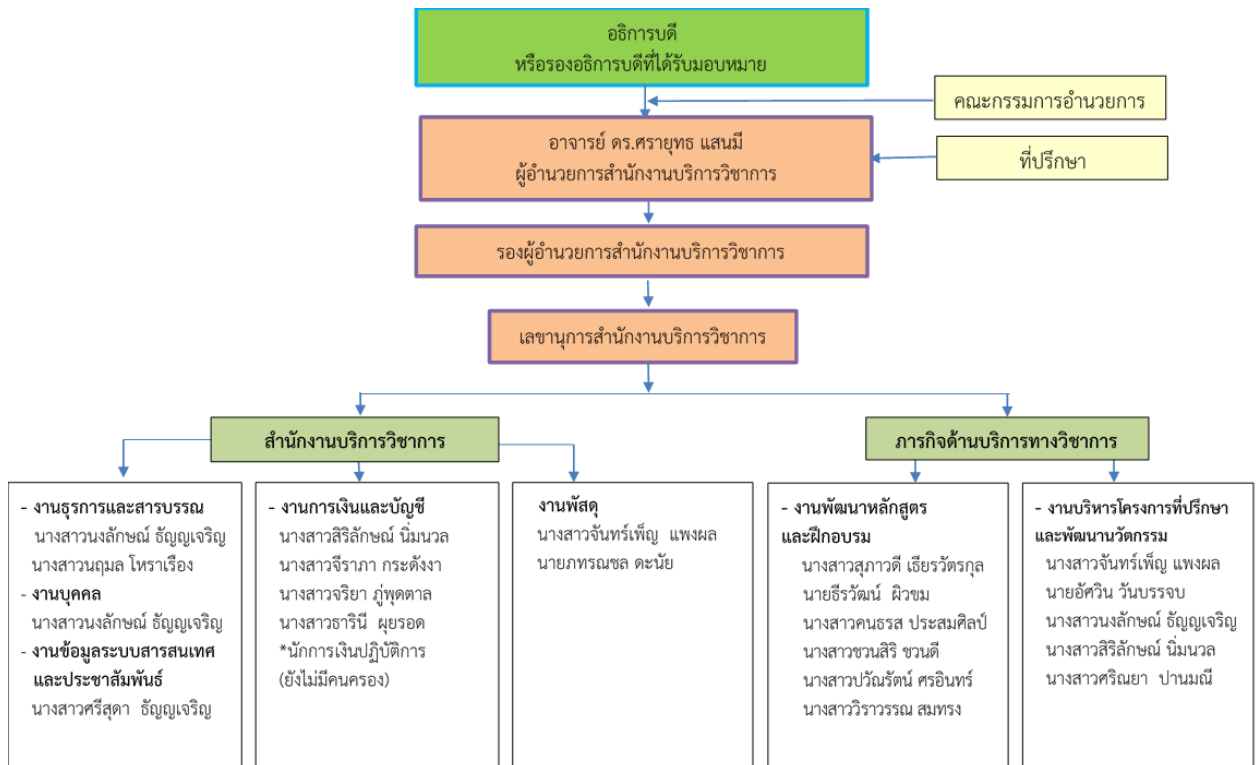 อธิการบดี
หรือรองอธิการบดีที่ได้รับมอบหมาย
คณะกรรมการอำนวยการ
อาจารย์ ดร.ศรายุทธ แสนมี
ผู้อำนวยการสำนักงานบริการวิชาการ
ที่ปรึกษา
รองผู้อำนวยการสำนักงานบริการวิชาการ
เลขานุการสำนักงานบริการวิชาการ
สำนักงานบริการวิชาการ
ภารกิจด้านบริการทางวิชาการ
- งานธุรการและสารบรรณ
นางสาวนงลักษณ์ ธัญญเจริญ
นางสาวนฤมล โหราเรือง
- งานบุคคล
นางสาวนงลักษณ์ ธัญญเจริญ
- งานข้อมูลระบบสารสนเทศ
และประชาสัมพันธ์
นางสาวศรีสุดา ธัญญเจริญ
- งานการเงินและบัญชี
นางสาวสิริลักษณ์ นิ่มนวล
นางสาวจีราภา กระดังงา
นางสาวจริยา ภู่พุดตาล
นางสาวธารินี ผุยรอด
*นักการเงินปฏิบัติการ
(ยังไม่มีคนครอง)
งานพัสดุ
นางสาวจันทร์เพ็ญ แพงผล
นายภทรณชล ดะนัย
- งานพัฒนาหลักสูตร
และฝึกอบรม
นางสาวสุภาวดี เธียรวัตรกุล
นายธีรวัฒน์ ผิวขม
นางสาวคนธรส ประสมศิลป์
นางสาวชวนสิริ ชวนดี
นางสาวปวัณรัตน์ ศรอินทร์
นางสาววิราวรรณ สมทรง
- งานบริหารโครงการที่ปรึกษา
และพัฒนานวัตกรรม
นางสาวจันทร์เพ็ญ แพงผล
นายอัศวิน วันบรรจบ
นางสาวนงลักษณ์ ธัญญเจริญ
นางสาวสิริลักษณ์ นิ่มนวล
นางสาวศริณยา ปานมณี